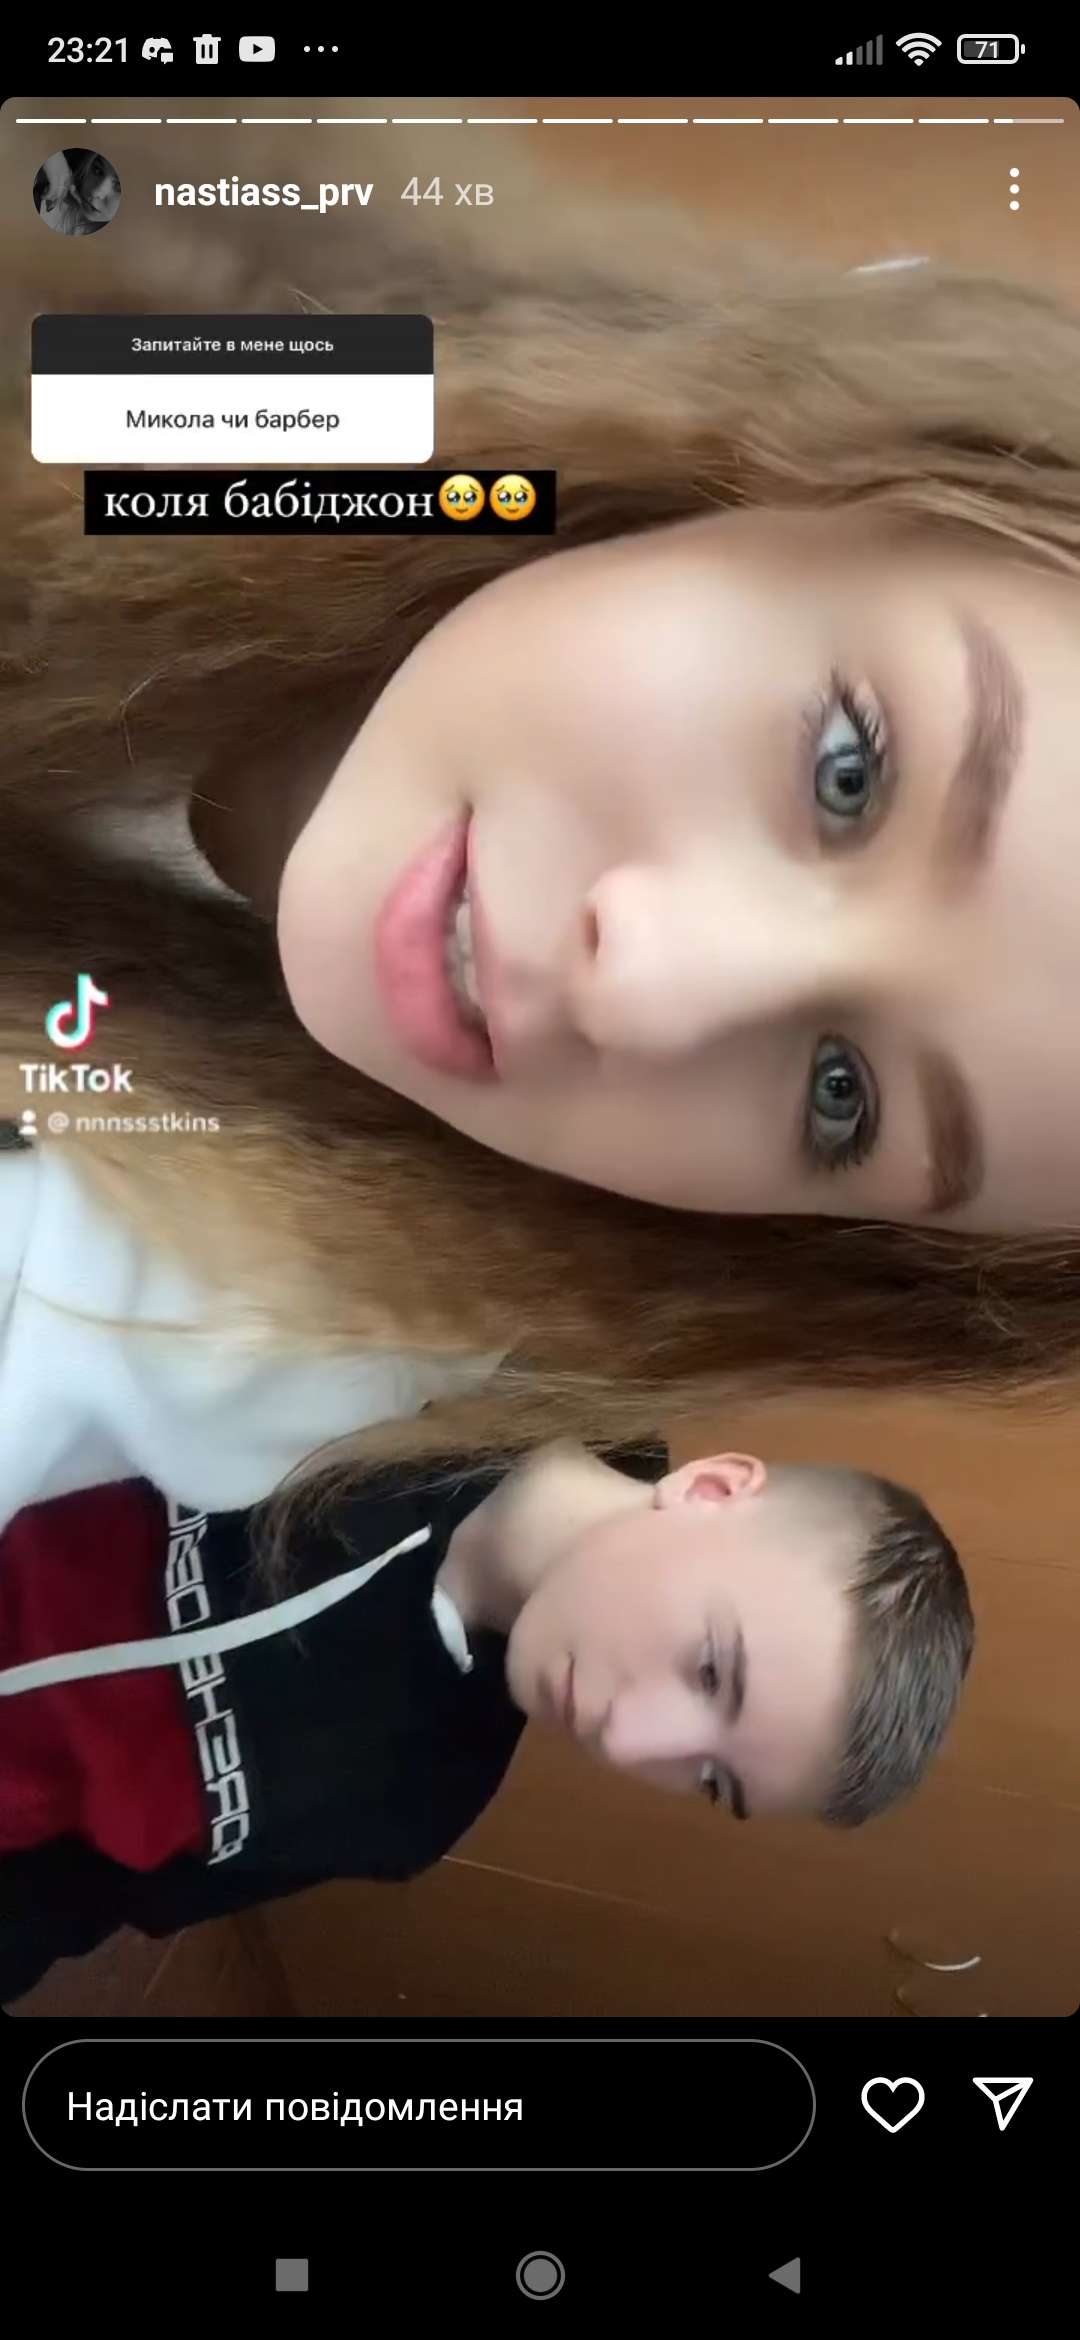 23:21
71
nastiass_prv 44 хв
Запитайте в мене щось
Микола чи барбер
коля бабіджон🥹🥹
TikTok
@ nnnssstkins
Надіслати повідомлення